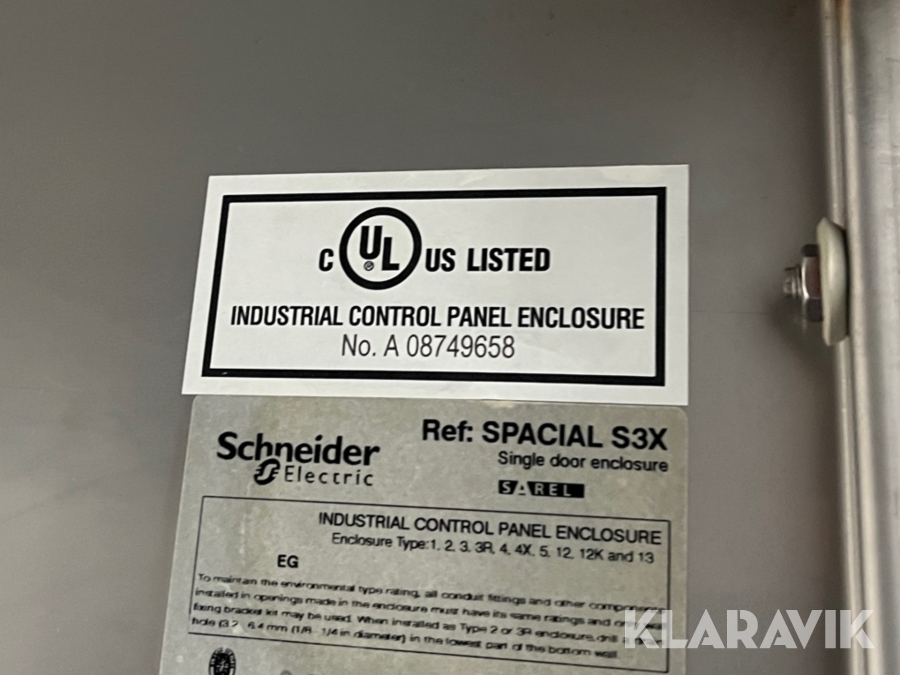 C UL US LISTED
INDUSTRIAL CONTROL PANEL ENCLOSURE
No. A 08749658
Schneider
Electric
Ref: SPACIAL S3X
Single door enclosure
SAREL
INDUSTRIAL CONTROL PANEL ENCLOSURE
Enclosure Type:1, 2, 3, 3R, 4, 4X, 5, 12, 12K and 13
EG
To maintain the environmental type rating, all conduit fittings and other
installed in openings made in the enclosure must have its same ratings and
fixing bracket kit may be used. When installed as Type 2 or 3R enclosure, drill
hole (3.2 - 6.4 mm (1/8 - 1/4 in diameter) in the lowest part of the bottom wall.
KLARAVIK